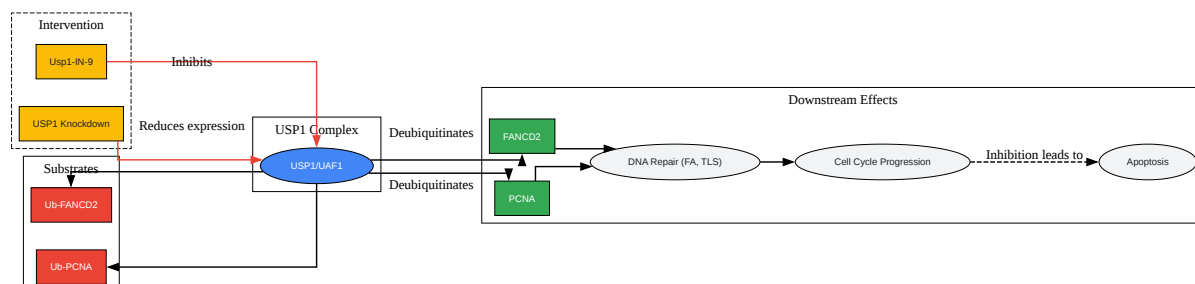 Intervention
Usp1-IN-9
Inhibits
USP1 Knockdown
Reduces expression
Substrates
Ub-FANCD2
Ub-PCNA
USP1 Complex
USP1/UAF1
Deubiquitinates
Deubiquitinates
Downstream Effects
FANCD2
PCNA
DNA Repair (FA, TLS)
Cell Cycle Progression
Inhibition leads to
Apoptosis